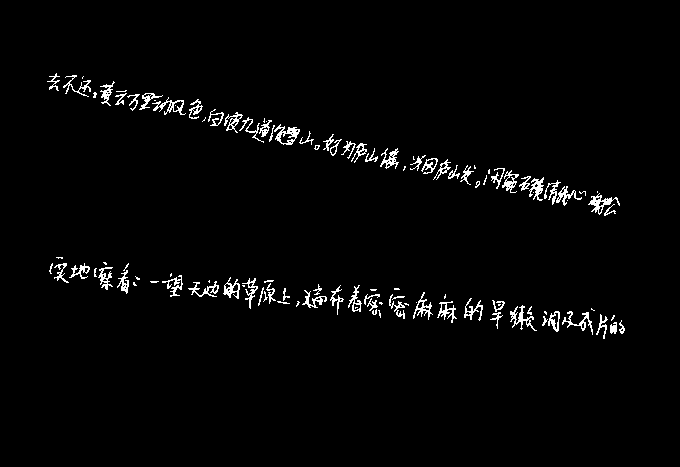 去不还。黄云万里动风色,白波九道流雪山。好为庐山谣,兴因庐山发。闲窥石镜清我心 谢公
实地察看:一望天边的草原上,遍布着密密麻麻的旱獭洞及成片的